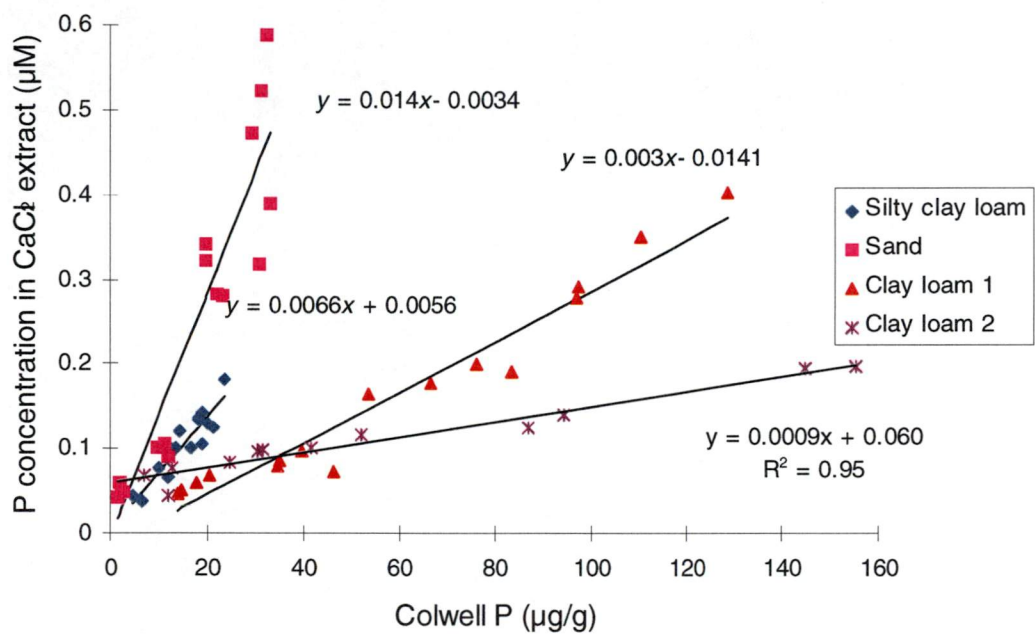 0.6
0.5
0.4
0.3
0.2
0.1
0
P concentration in CaCl2 extract (µM)
y = 0.014x- 0.0034
y = 0.003x- 0.0141
y = 0.0066x + 0.0056
y = 0.0009x + 0.060
R² = 0.95
Silty clay loam
Sand
Clay loam 1
Clay loam 2
0 20 40 60 80 100 120 140 160
Colwell P (µg/g)